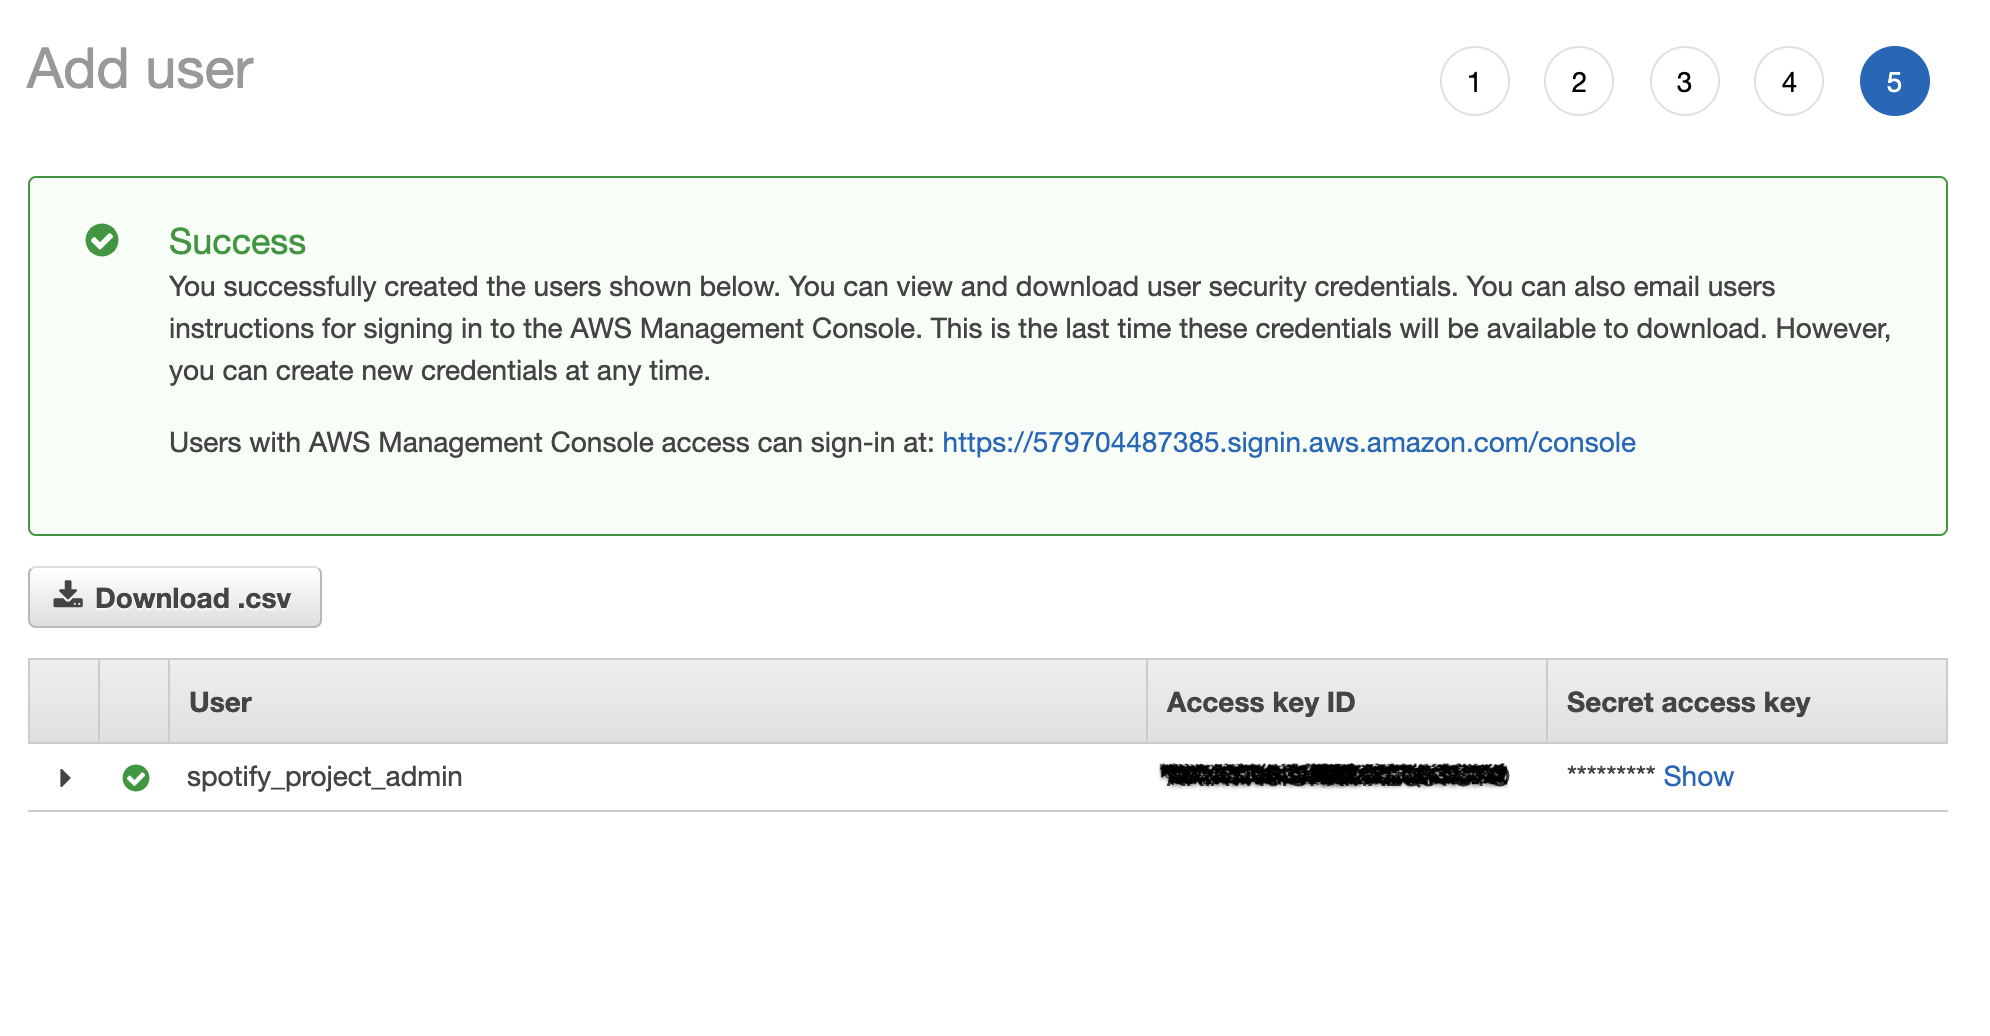 Add user
1 2 3 4 5
Success
You successfully created the users shown below. You can view and download user security credentials. You can also email users
instructions for signing in to the AWS Management Console. This is the last time these credentials will be available to download. However,
you can create new credentials at any time.
Users with AWS Management Console access can sign-in at: https://579704487385.signin.aws.amazon.com/console
Download .csv
User Access key ID Secret access key
spotify_project_admin ********* Show